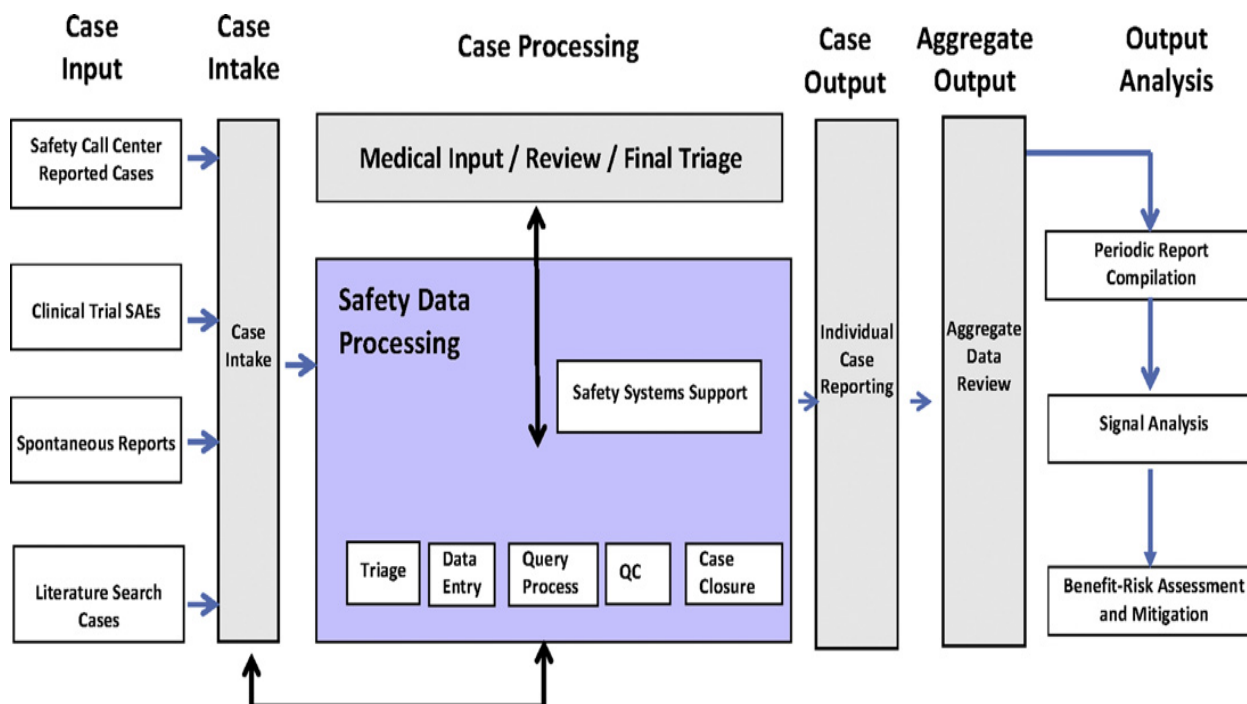 Case
Input
Case
Intake
Case Processing
Case
Output
Aggregate
Output
Output
Analysis
Safety Call Center
Reported Cases
Clinical Trial SAEs
Spontaneous Reports
Literature Search
Cases
Case
Intake
Medical Input / Review / Final Triage
Safety Data
Processing
Safety Systems Support
Triage
Data
Entry
Query
Process
QC
Case
Closure
Individual
Case
Reporting
Aggregate
Data
Review
Periodic Report
Compilation
Signal Analysis
Benefit-Risk Assessment
and Mitigation